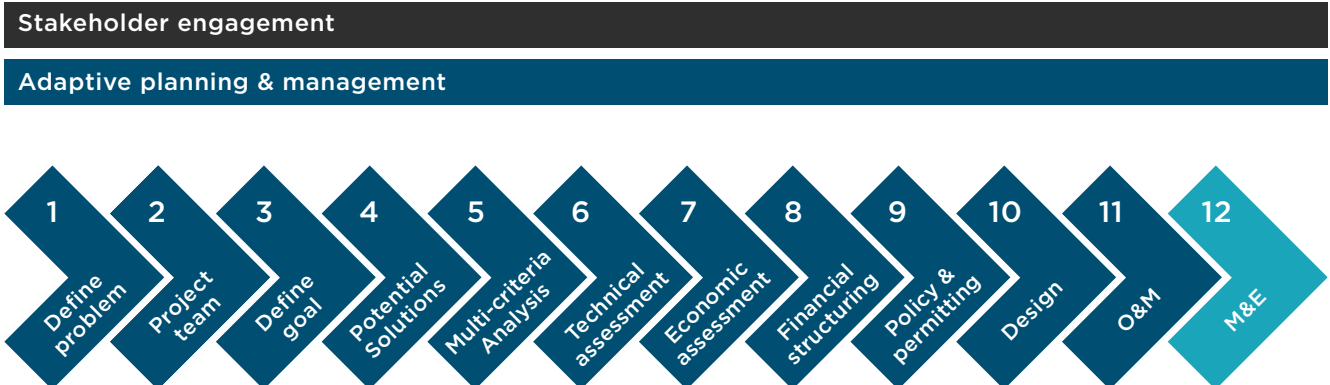 Stakeholder engagement
Adaptive planning & management
1
Define
problem
2
Project
team
3
Define
goal
4
Potential
Solutions
5
Multi-criteria
Analysis
6
Technical
assessment
7
Economic
assessment
8
Financial
structuring
9
Policy &
permitting
10
Design
11
O&M
12
M&E